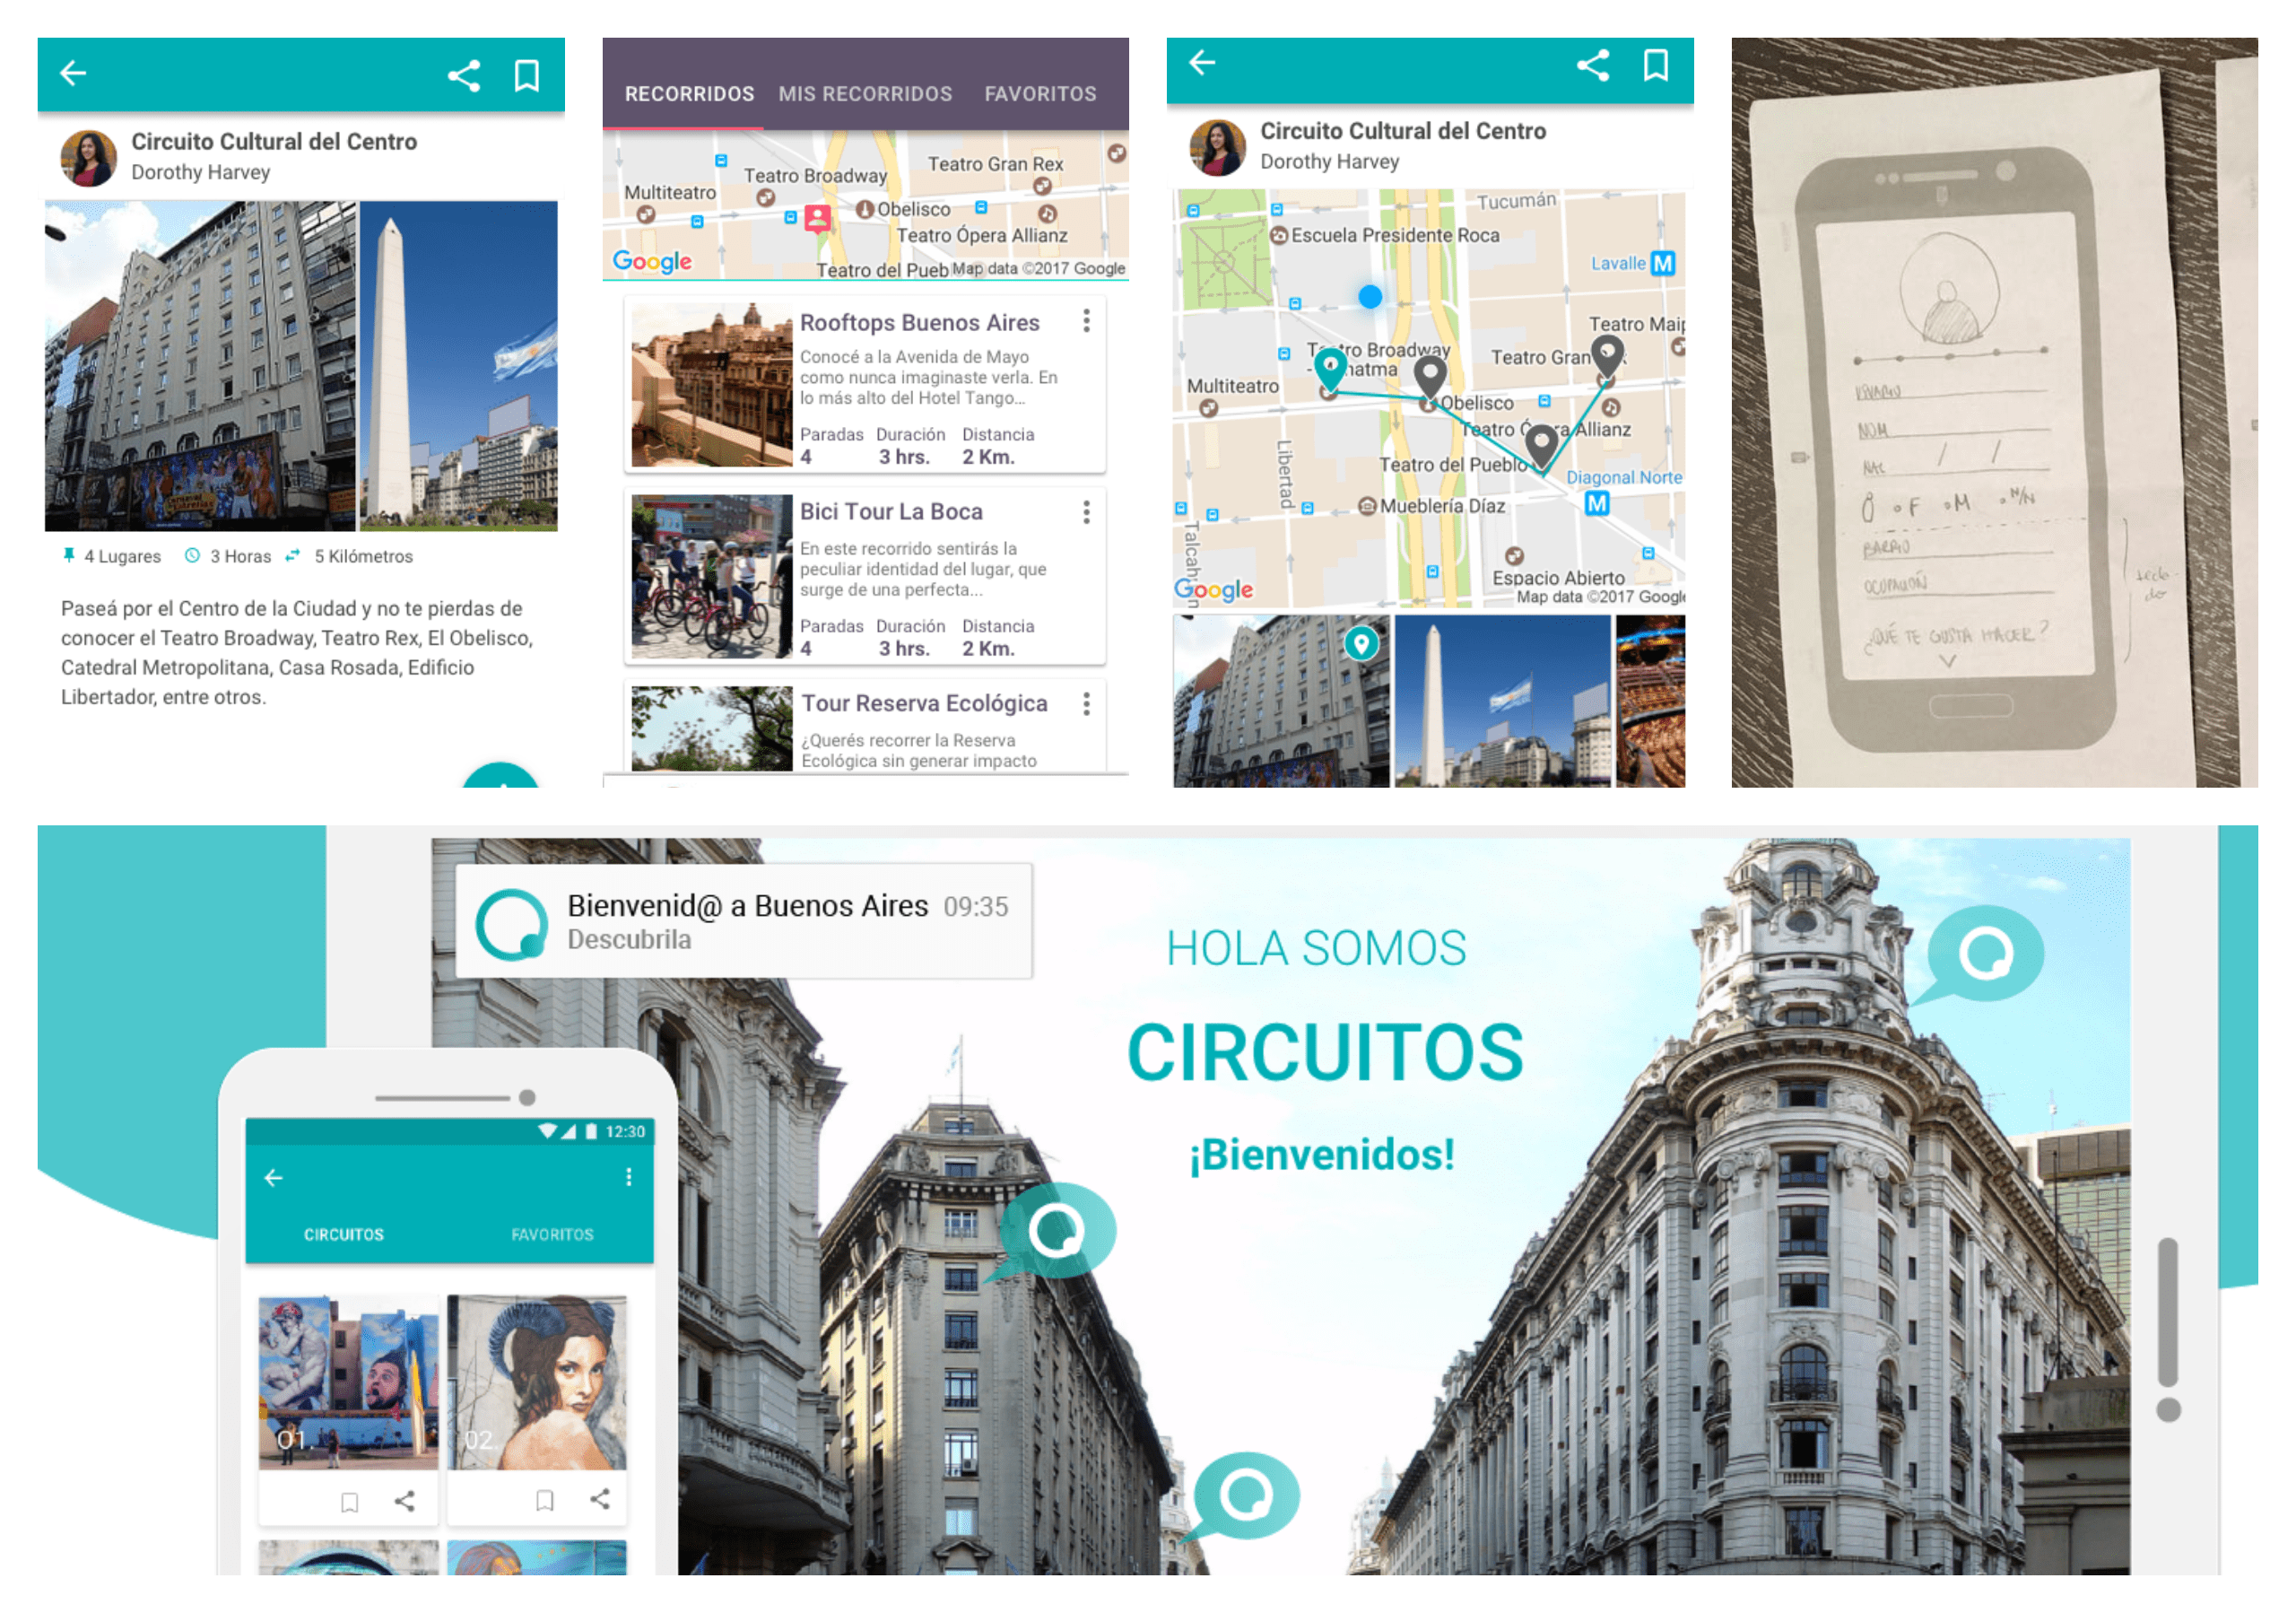 Circuito Cultural del Centro
Dorothy Harvey
4 Lugares 3 Horas 5 Kilómetros
Paseá por el Centro de la Ciudad y no te pierdas de
conocer el Teatro Broadway, Teatro Rex, El Obelisco,
Catedral Metropolitana, Casa Rosada, Edificio
Libertador, entre otros.
RECORRIDOS MIS RECORRIDOS FAVORITOS
Teatro Gran Rex
Teatro Broadway
Multiteatro
Obelisco
Teatro Ópera Allianz
Google
Teatro del Pueb
Map data ©2017 Google
Rooftops Buenos Aires
Conocé a la Avenida de Mayo
como nunca imaginaste verla. En
lo más alto del Hotel Tango...
Paradas Duración Distancia
4 3 hrs. 2 Km.
Bici Tour La Boca
En este recorrido sentirás la
peculiar identidad del lugar, que
surge de una perfecta...
Paradas Duración Distancia
4 3 hrs. 2 Km.
Tour Reserva Ecológica
¿Querés recorrer la Reserva
Ecológica sin generar impacto
Circuito Cultural del Centro
Dorothy Harvey
Tucumán
Escuela Presidente Roca
Lavalle M
Teatro Maip
Teatro Broadway
Teatro Gran
Multiteatro
Obelisco
Teatro Ópera Allianz
Libertad
Teatro del Pueblo
Diagonal Norte
M
Mueblería Díaz
Talcah
Espacio Abierto
Google
Map data ©2017 Google
USUARIO
NOM
NAC / /
F M N/N
BARRIO
OCUPACIÓN
¿QUÉ TE GUSTA HACER?
Bienvenid@ a Buenos Aires 09:35
Descubrila
HOLA SOMOS
CIRCUITOS
¡Bienvenidos!
12:30
CIRCUITOS FAVORITOS
01.
02.